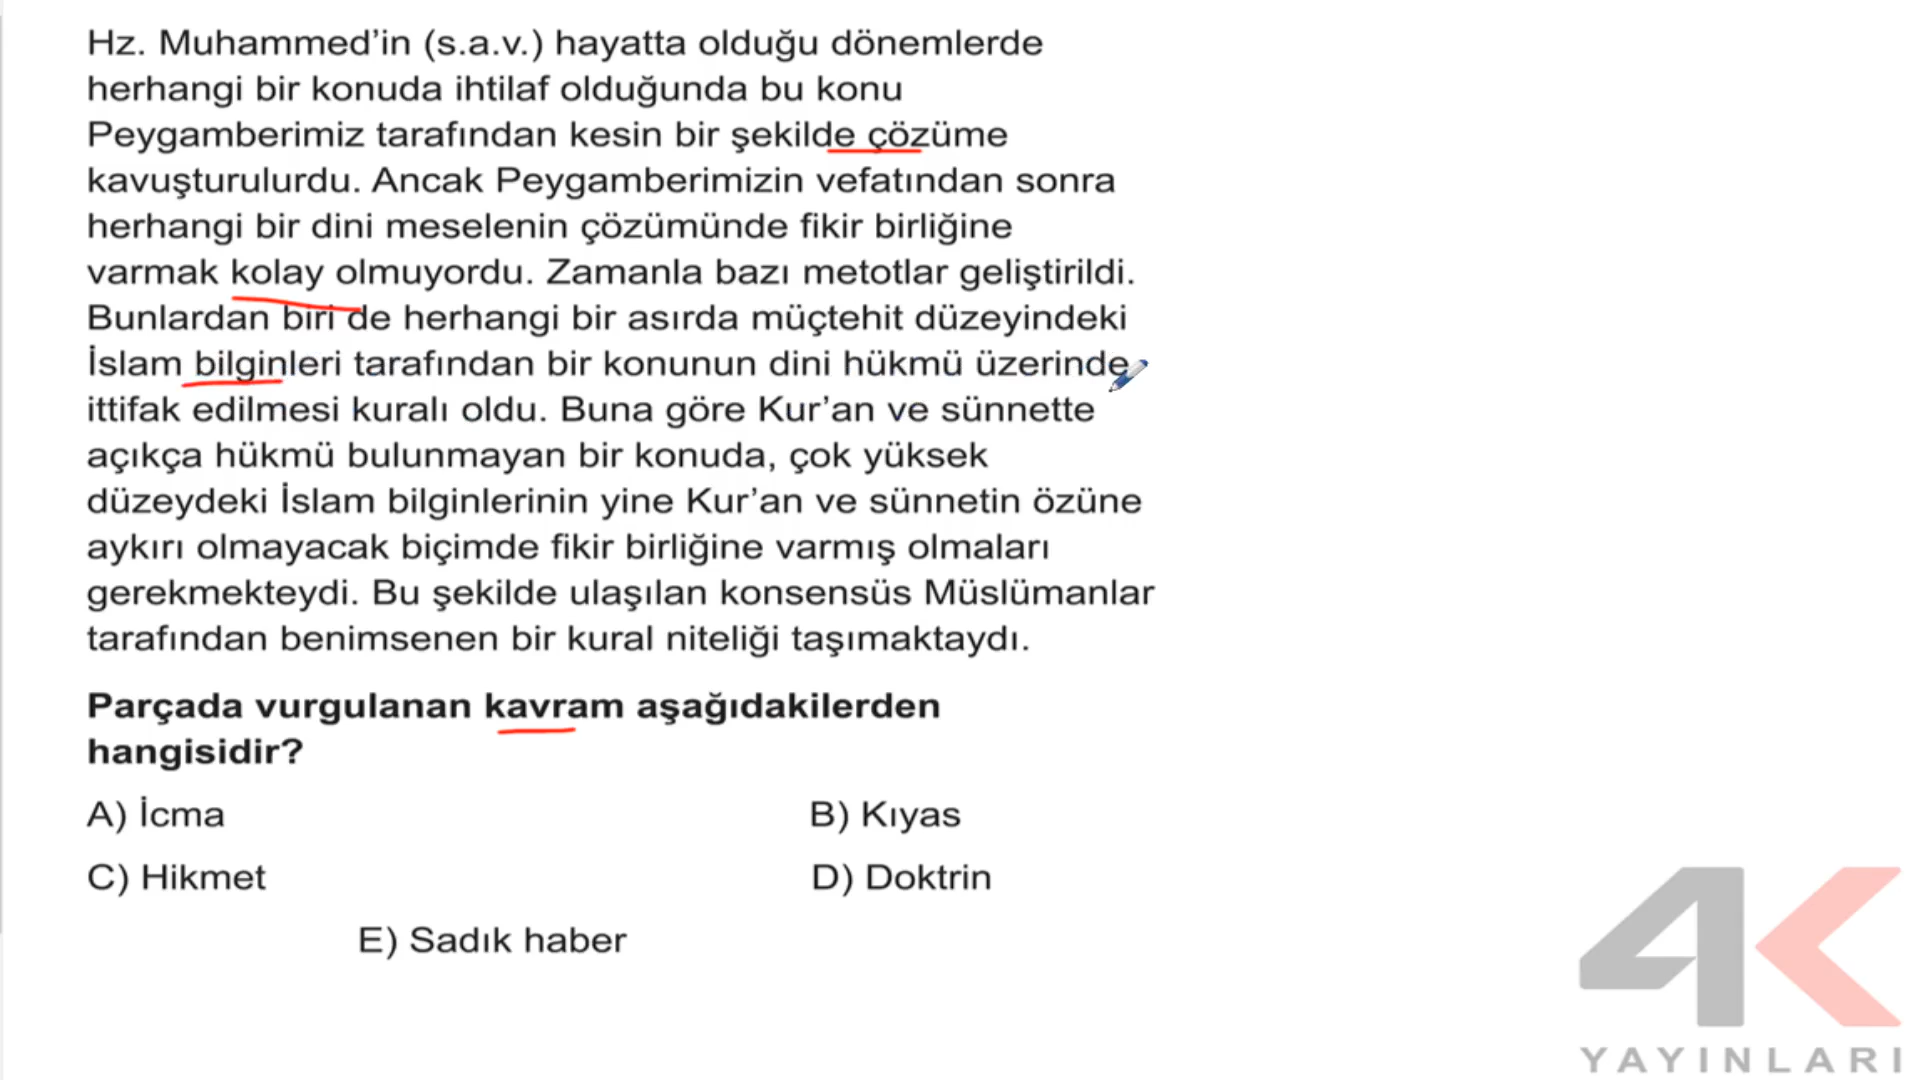 Hz. Muhammed’in (s.a.v.) hayatta olduğu dönemlerde
herhangi bir konuda ihtilaf olduğunda bu konu
Peygamberimiz tarafından kesin bir şekilde çözüme
kavuşturulurdu. Ancak Peygamberimizin vefatından sonra
herhangi bir dini meselenin çözümünde fikir birliğine
varmak kolay olmuyordu. Zamanla bazı metotlar geliştirildi.
Bunlardan biri de herhangi bir asırda müçtehit düzeyindeki
İslam bilginleri tarafından bir konunun dini hükmü üzerinde
ittifak edilmesi kuralı oldu. Buna göre Kur’an ve sünnette
açıkça hükmü bulunmayan bir konuda, çok yüksek
düzeydeki İslam bilginlerinin yine Kur’an ve sünnetin özüne
aykırı olmayacak biçimde fikir birliğine varmış olmaları
gerekmekteydi. Bu şekilde ulaşılan konsensüs Müslümanlar
tarafından benimsenen bir kural niteliği taşımaktaydı.
Parçada vurgulanan kavram aşağıdakilerden
hangisidir?
A) İcma
B) Kıyas
C) Hikmet
D) Doktrin
E) Sadık haber
4K
YAYINLARI